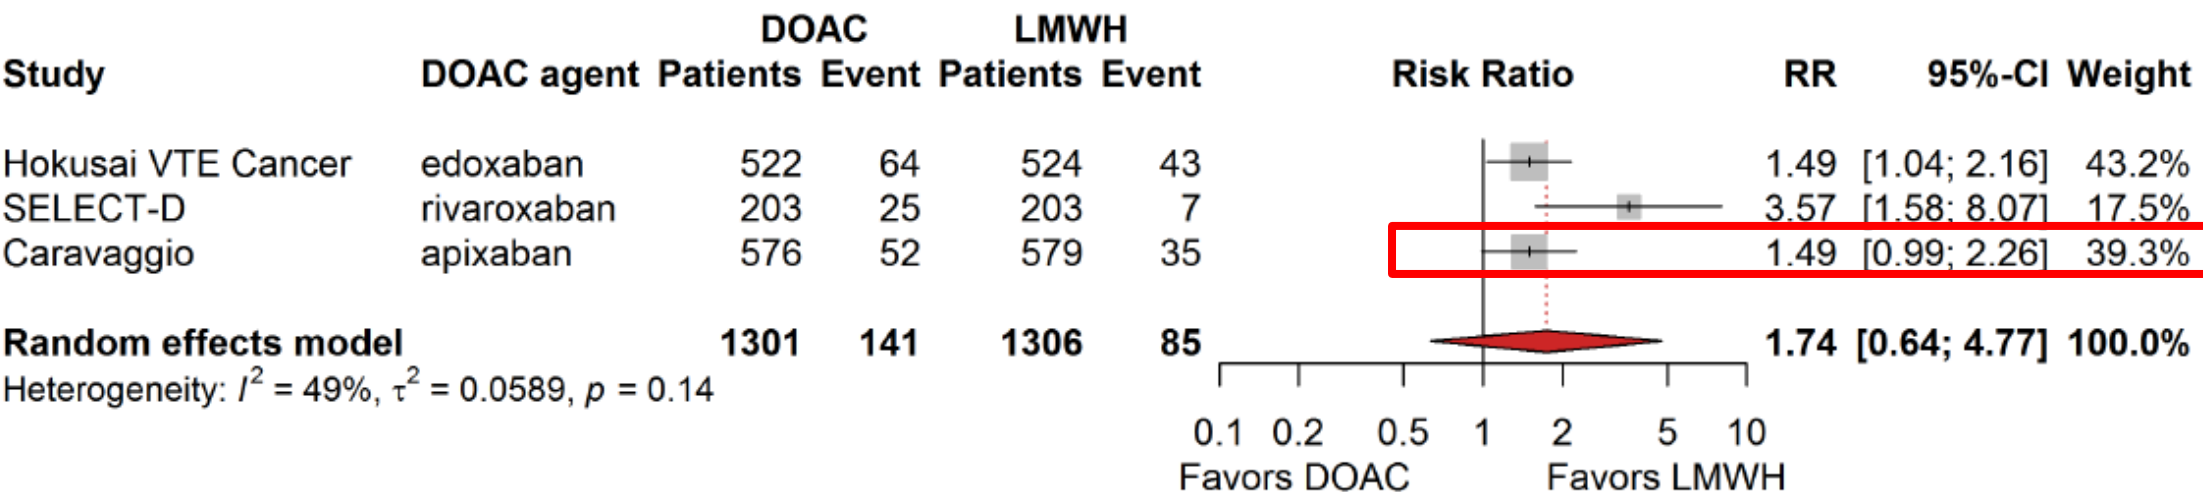 DOAC LMWH
Study DOAC agent Patients Event Patients Event Risk Ratio RR 95%-CI Weight
Hokusai VTE Cancer edoxaban 522 64 524 43 1.49 [1.04; 2.16] 43.2%
SELECT-D rivaroxaban 203 25 203 7 3.57 [1.58; 8.07] 17.5%
Caravaggio apixaban 576 52 579 35 1.49 [0.99; 2.26] 39.3%
Random effects model 1301 141 1306 85 1.74 [0.64; 4.77] 100.0%
Heterogeneity: I² = 49%, τ² = 0.0589, p = 0.14
0.1 0.2 0.5 1 2 5 10
Favors DOAC Favors LMWH